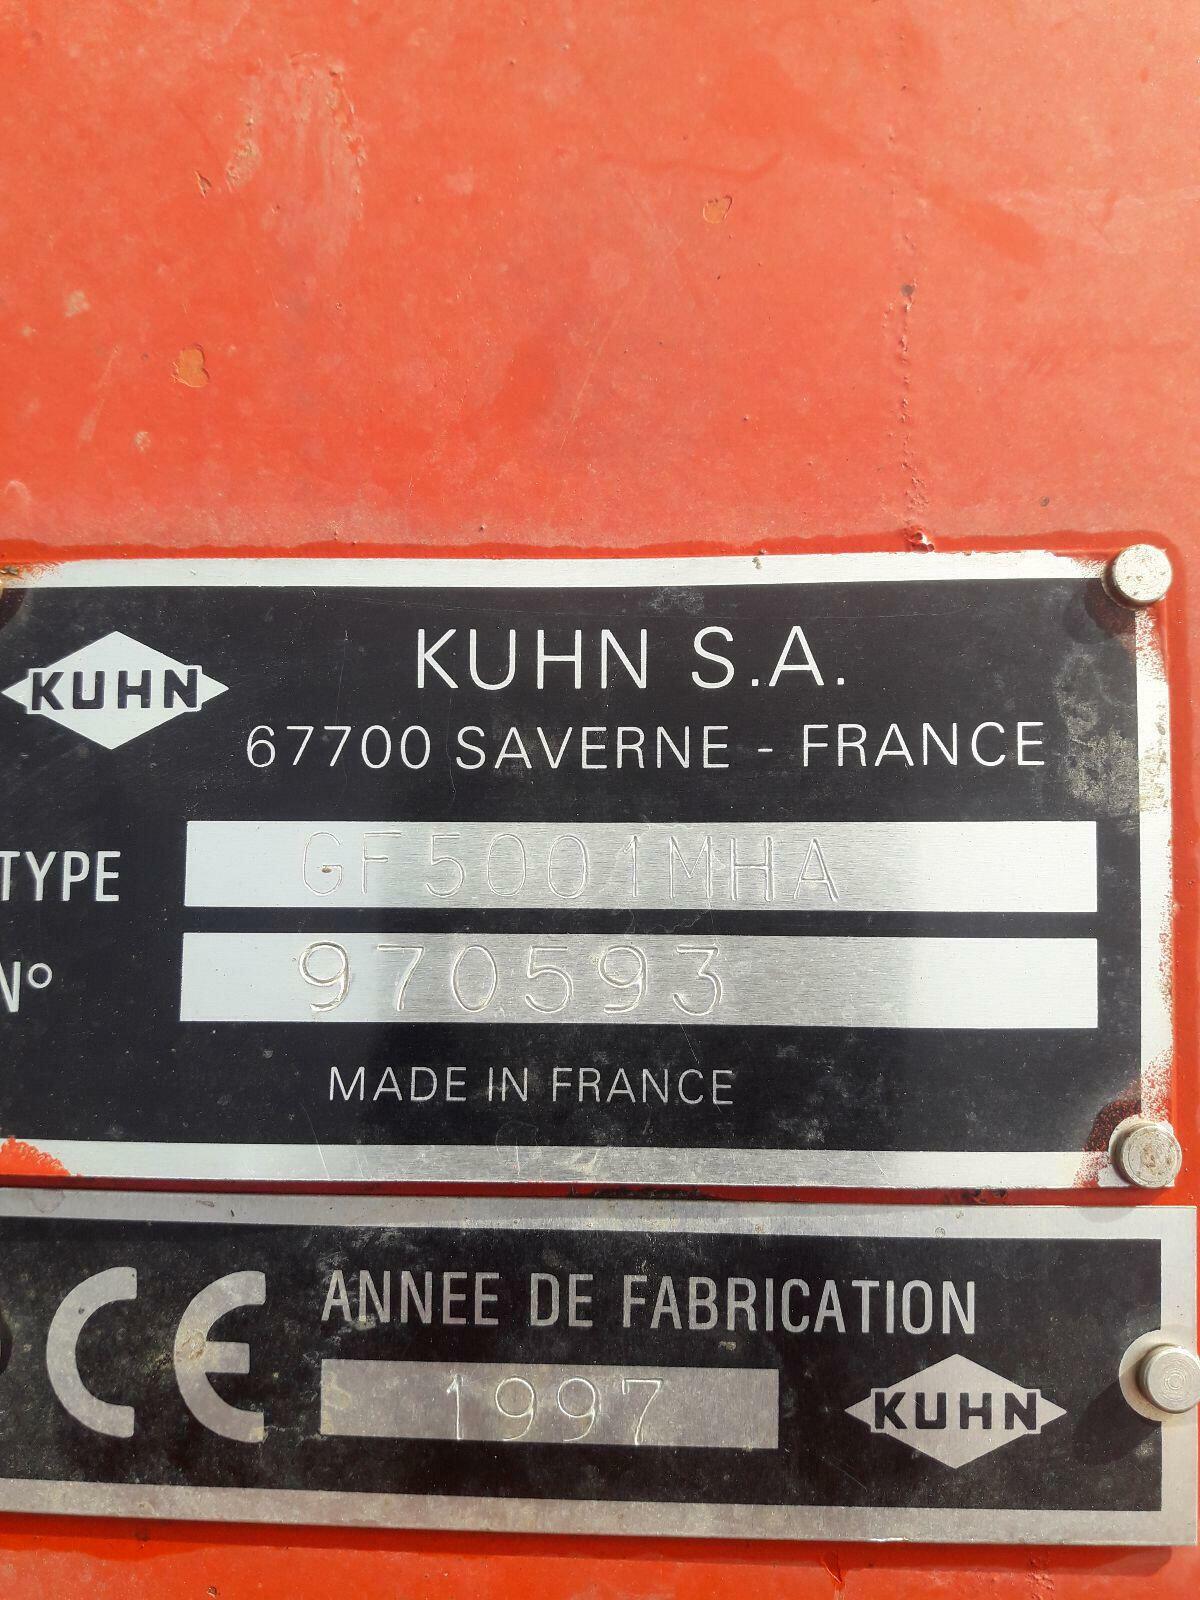 KUHN
KUHN S.A.
67700 SAVERNE - FRANCE
TYPE GF5001MHA
N° 970593
MADE IN FRANCE
CE
ANNEE DE FABRICATION
1997
KUHN